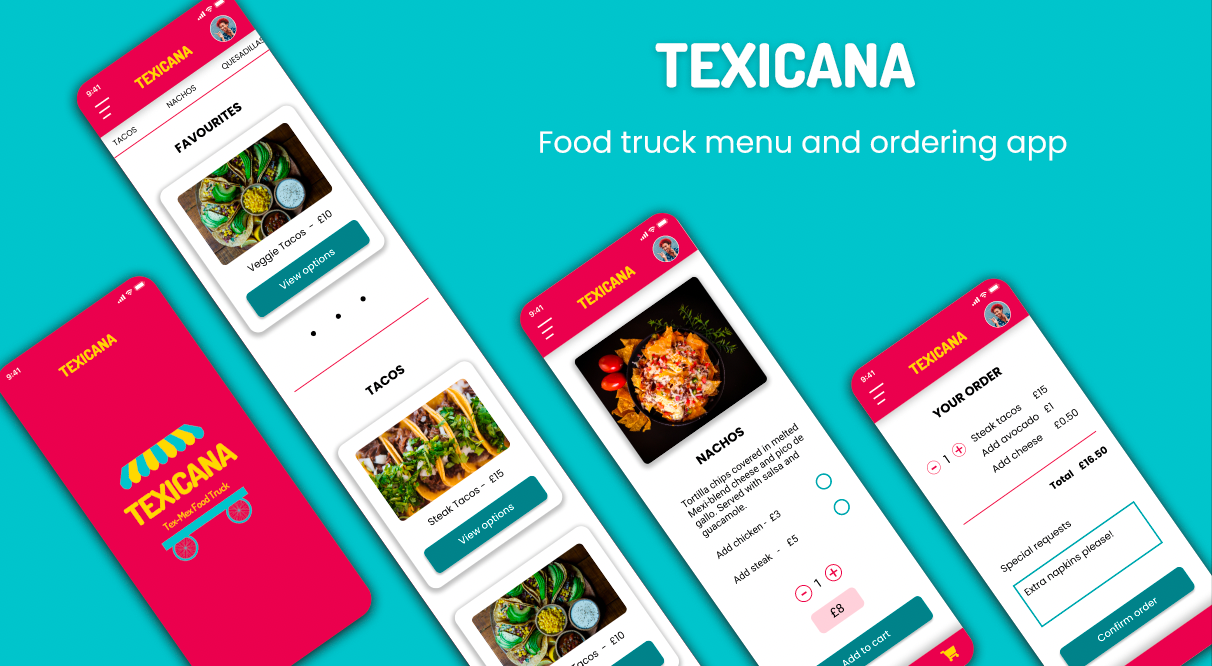 TEXICANA
Food truck menu and ordering app
9:41
TEXICANA
TEXICANA
Tex-Mex Food Truck
9:41
TEXICANA
TACOS
NACHOS
QUESADILLAS
FAVOURITES
Veggie Tacos - £10
View options
TACOS
Steak Tacos - £15
View options
Tacos - £10
9:41
TEXICANA
NACHOS
Tortilla chips covered in melted
Mexi-blend cheese and pico de
gallo. Served with salsa and
guacamole.
Add chicken - £3
Add steak - £5
1
£8
Add to cart
9:41
TEXICANA
YOUR ORDER
1 Steak tacos £15
Add avocado £1
Add cheese £0.50
Total £16.50
Special requests
Extra napkins please!
Confirm order